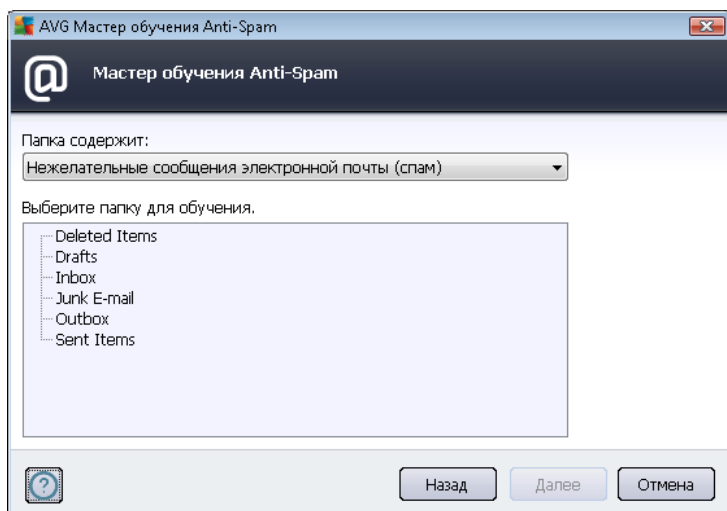 AVG Мастер обучения Anti-Spam
Мастер обучения Anti-Spam
Папка содержит:
Нежелательные сообщения электронной почты (спам)
Выберите папку для обучения.
Deleted Items
Drafts
Inbox
Junk E-mail
Outbox
Sent Items
Назад
Далее
Отмена